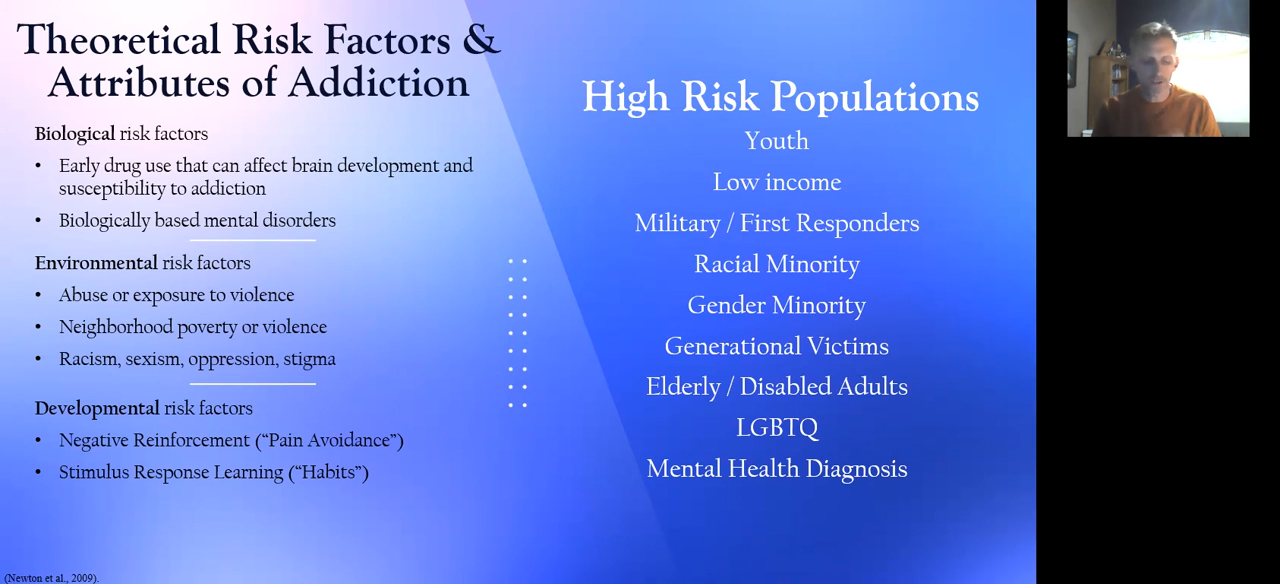 Theoretical Risk Factors &
Attributes of Addiction
Biological risk factors
• Early drug use that can affect brain development and
susceptibility to addiction
• Biologically based mental disorders
Environmental risk factors
• Abuse or exposure to violence
• Neighborhood poverty or violence
• Racism, sexism, oppression, stigma
Developmental risk factors
• Negative Reinforcement (“Pain Avoidance”)
• Stimulus Response Learning (“Habits”)
(Newton et al., 2009).
High Risk Populations
Youth
Low income
Military / First Responders
Racial Minority
Gender Minority
Generational Victims
Elderly / Disabled Adults
LGBTQ
Mental Health Diagnosis